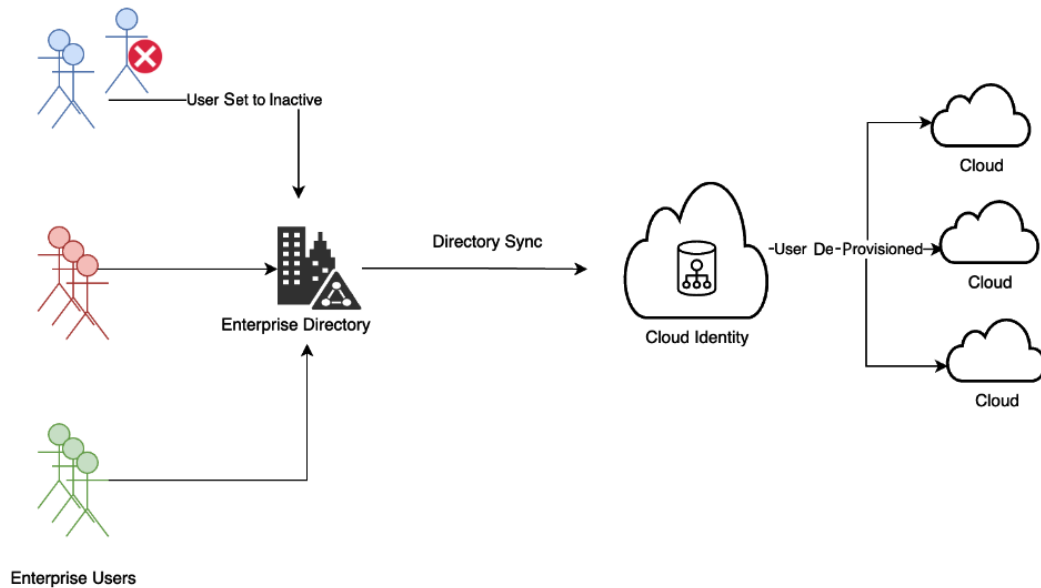 User Set to Inactive
Directory Sync
Enterprise Directory
Cloud Identity
User De-Provisioned
Cloud
Cloud
Cloud
Enterprise Users